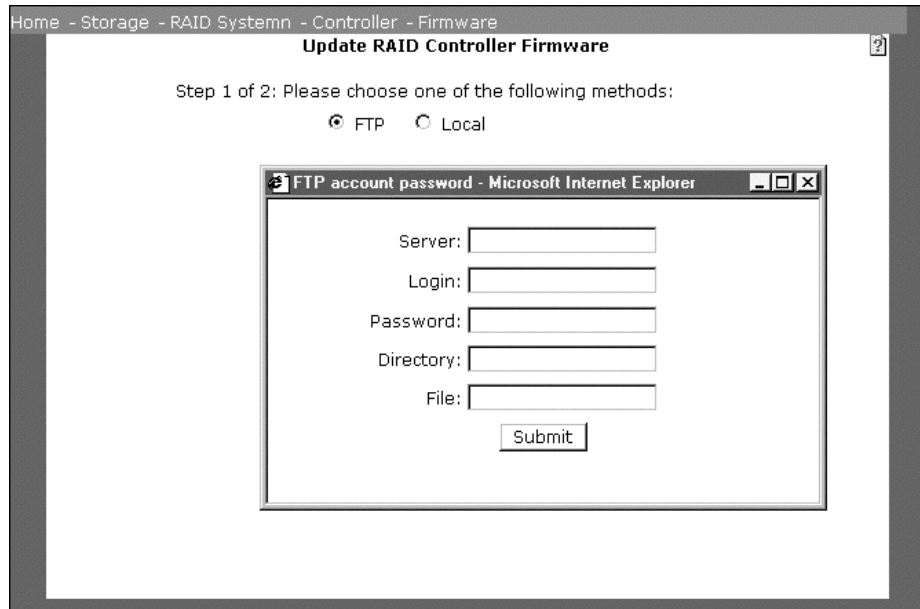 Home - Storage - RAID Systemn - Controller - Firmware
Update RAID Controller Firmware
?
Step 1 of 2: Please choose one of the following methods:
FTP Local
FTP account password - Microsoft Internet Explorer
Server:
Login:
Password:
Directory:
File:
Submit